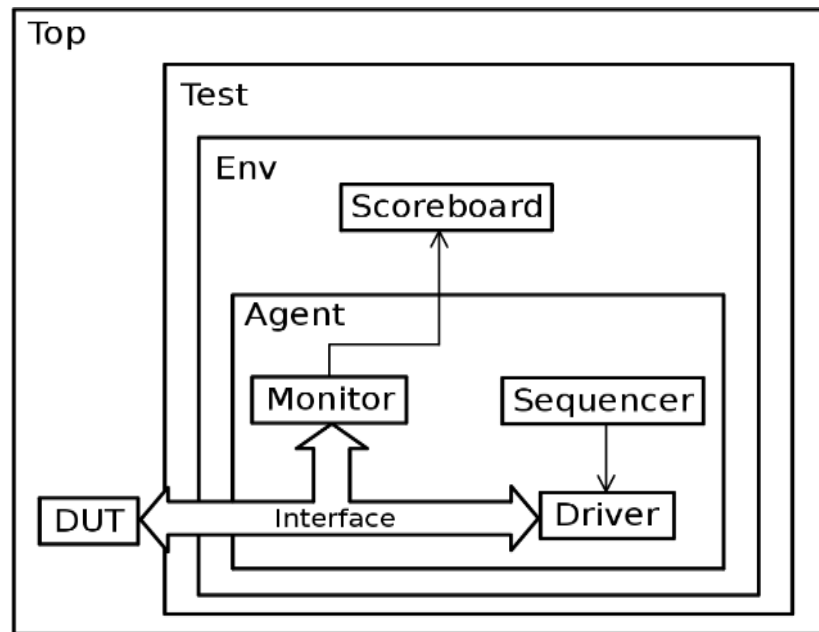 Top
Test
Env
Scoreboard
Agent
Monitor
Sequencer
DUT
Interface
Driver